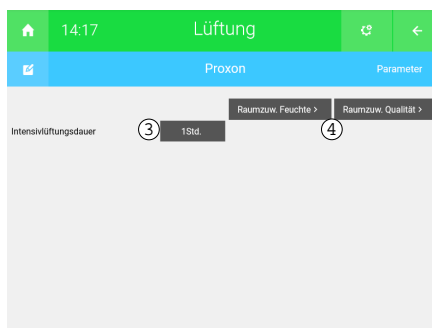 14:17 Lüftung
Proxon Parameter
Raumzuw. Feuchte > Raumzuw. Qualität >
Intensivlüftungsdauer ③ 1Std. ④